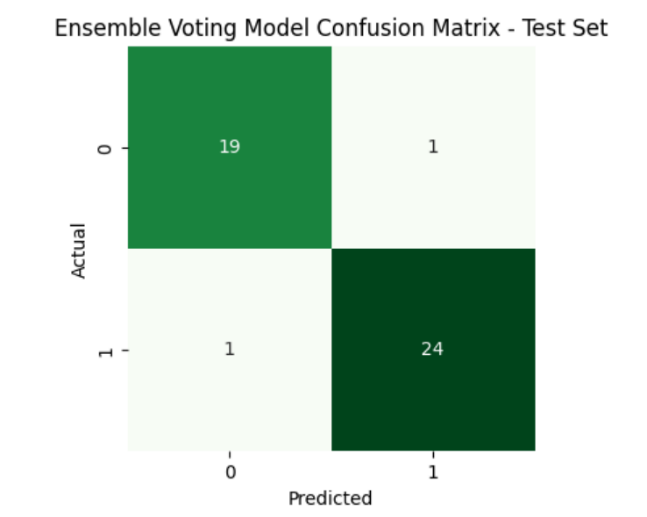 Ensemble Voting Model Confusion Matrix - Test Set
Actual
0
19
1
1
1
24
0
1
Predicted